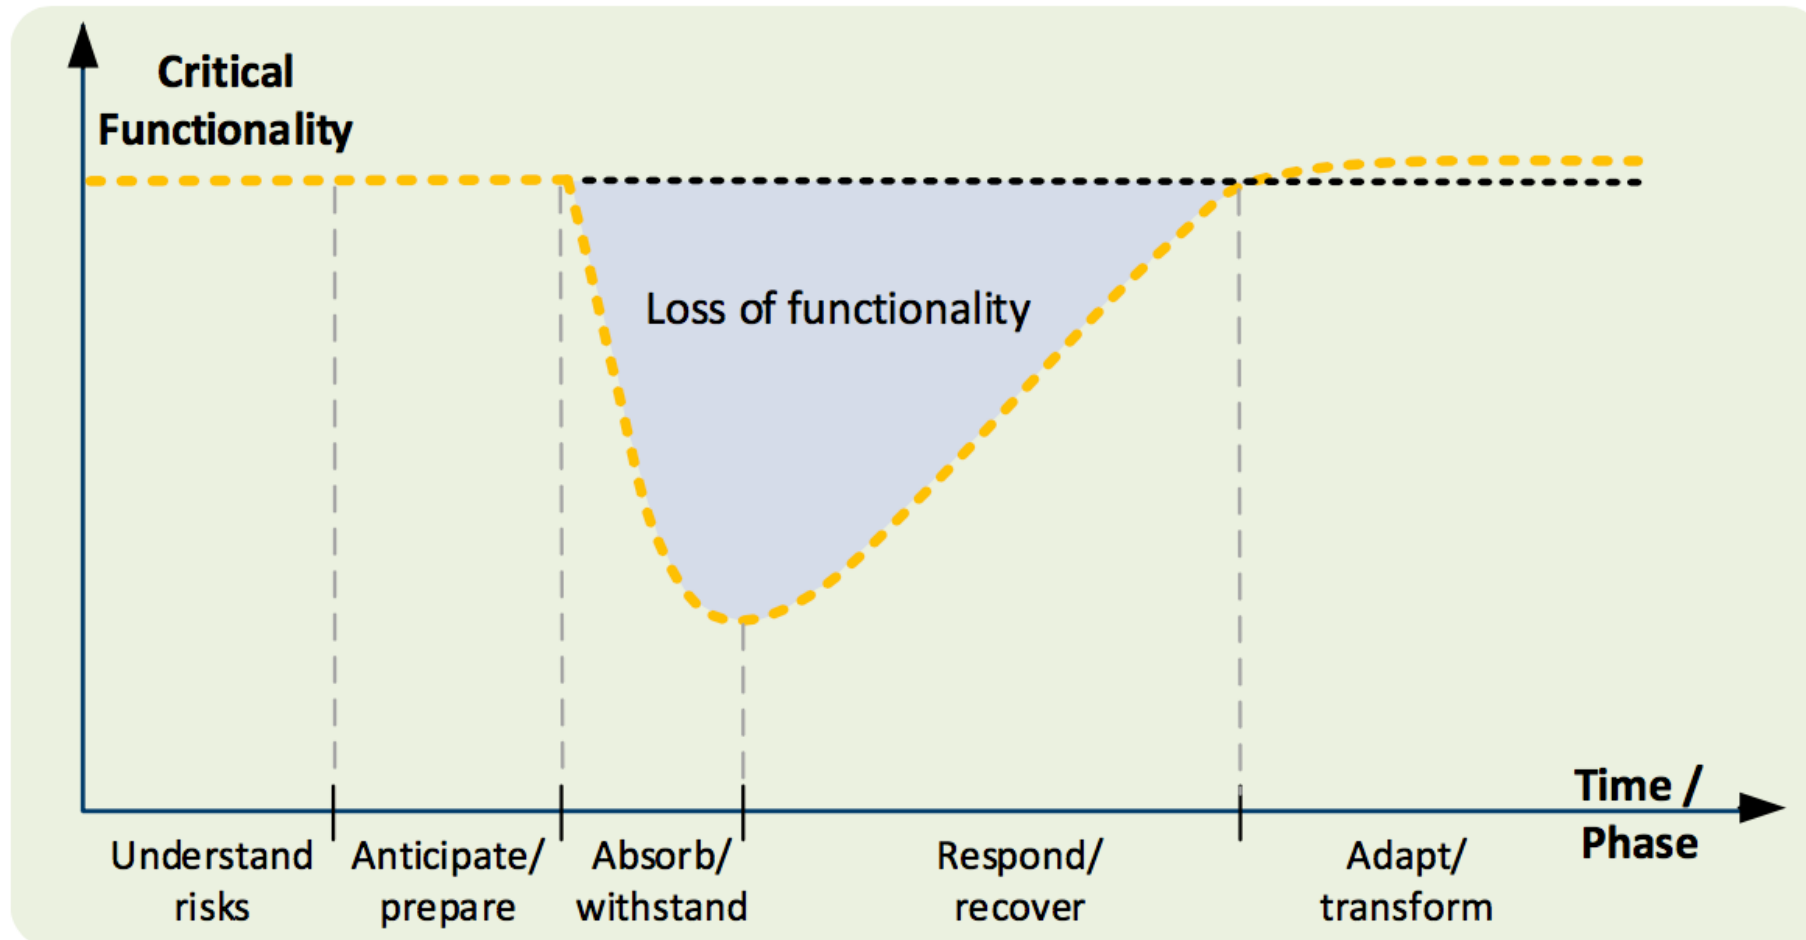 Critical
Functionality
Loss of functionality
Time /
Phase
Understand
risks
Anticipate/
prepare
Absorb/
withstand
Respond/
recover
Adapt/
transform